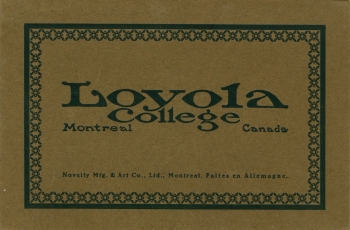 Loyola
College
Montreal Canada
Novelty Mfg. & Art Co., Ltd., Montreal. Faites en Allemagne.